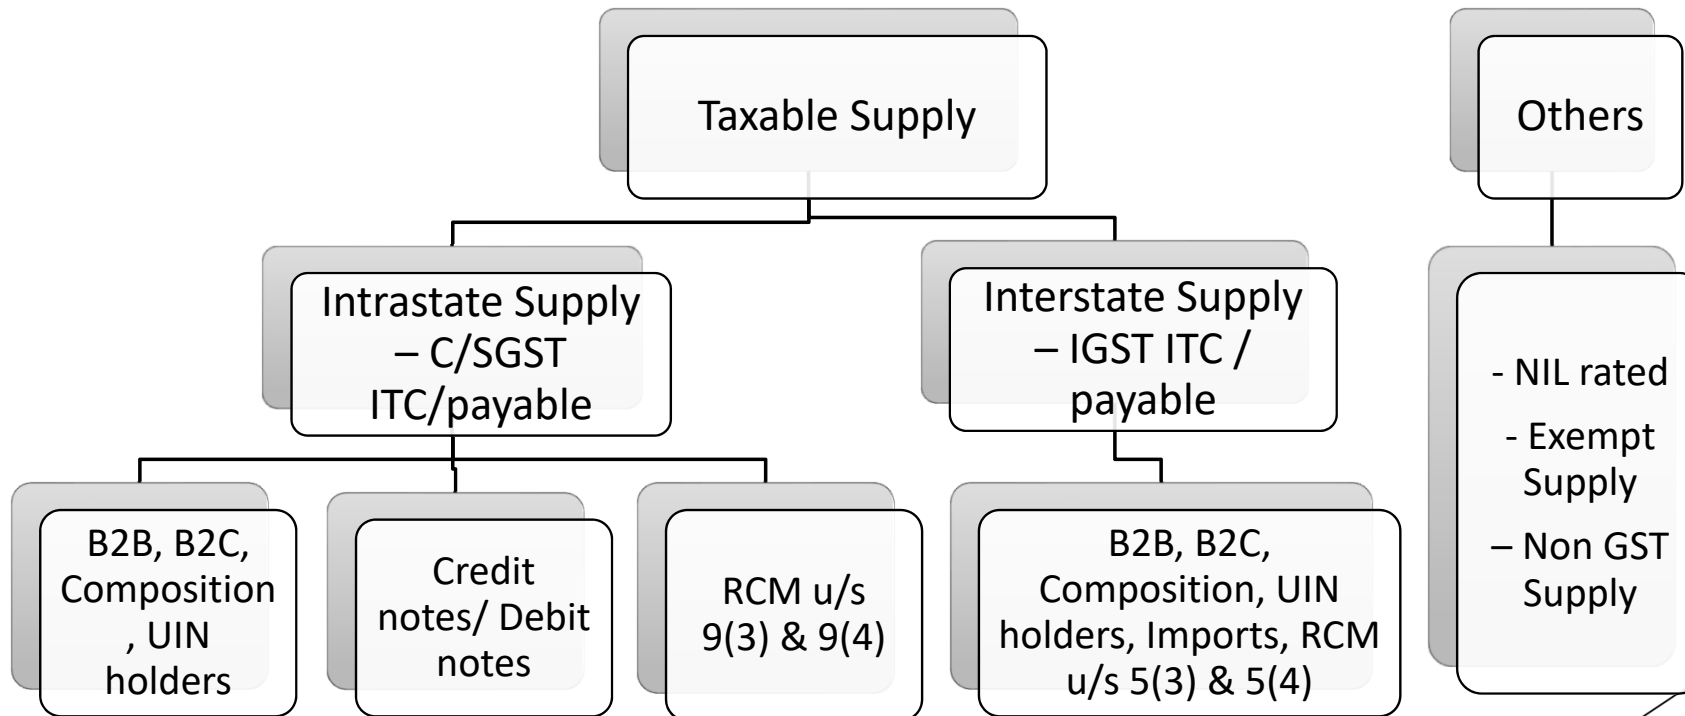 Taxable Supply
Others
Intrastate Supply
– C/SGST
ITC/payable
Interstate Supply
– IGST ITC /
payable
B2B, B2C,
Composition
, UIN
holders
Credit
notes/ Debit
notes
RCM u/s
9(3) & 9(4)
B2B, B2C,
Composition, UIN
holders, Imports, RCM
u/s 5(3) & 5(4)
- NIL rated
- Exempt
Supply
– Non GST
Supply